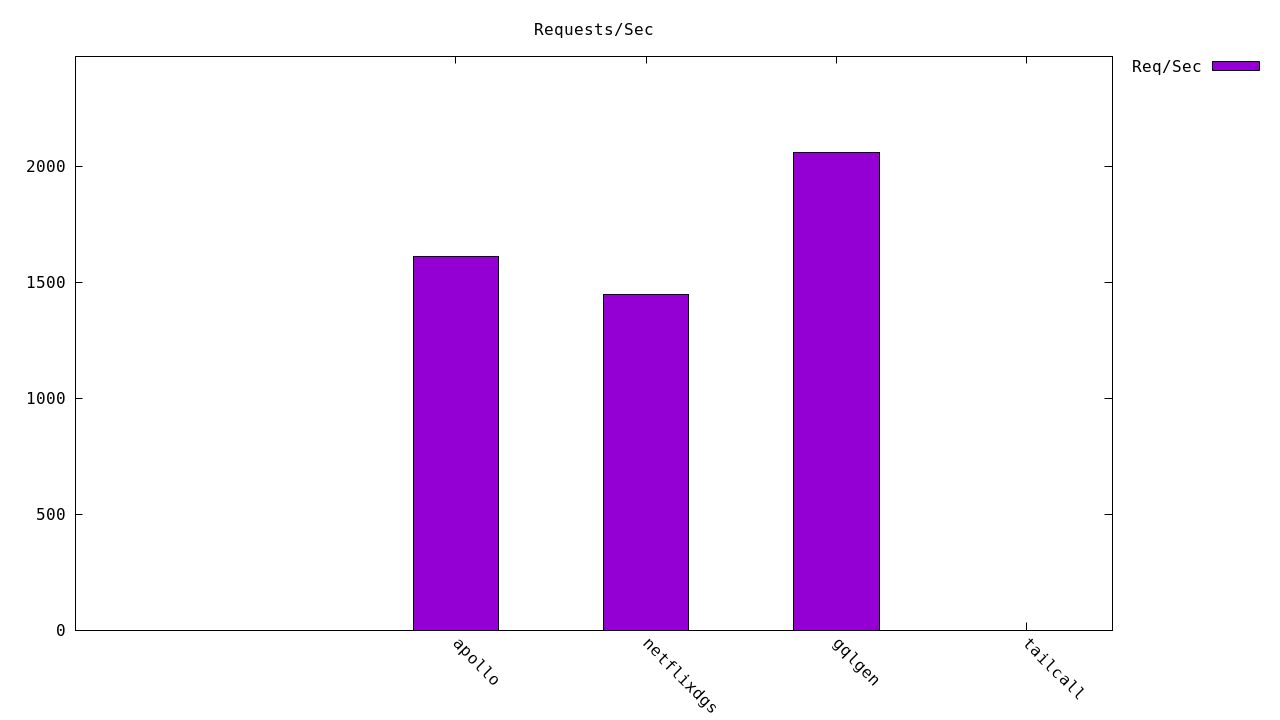 Requests/Sec
Req/Sec
2000
1500
1000
500
0
apollo
netflixdgs
gqlgen
tailcall